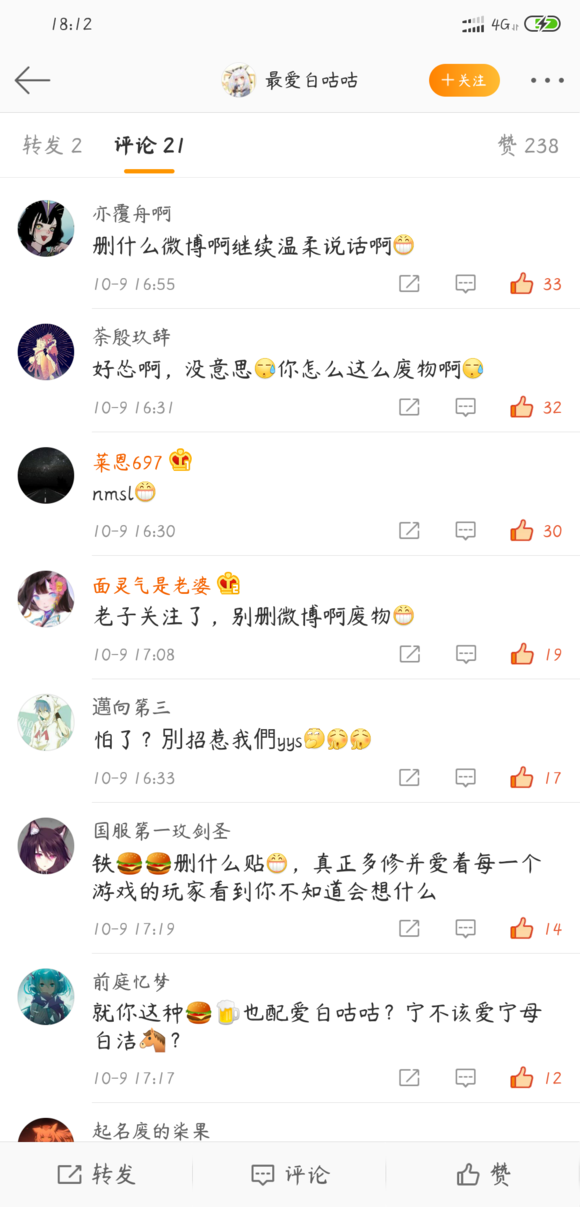 18:12
4G
最爱白咕咕
+关注
转发 2
评论 21
赞 238
亦覆舟啊
删什么微博啊继续温柔说话啊😁
10-9 16:55
33
荼殷玖辞
好怂啊，没意思😪你怎么这么废物啊😪
10-9 16:31
32
莱恩697
nmsl😁
10-9 16:30
30
面灵气是老婆
老子关注了，别删微博啊废物😁
10-9 17:08
19
邁向第三
怕了？別招惹我們yys🤔😚😚
10-9 16:33
17
国服第一玫剑圣
铁🍔🍔删什么贴😁，真正多修并爱着每一个
游戏的玩家看到你不知道会想什么
10-9 17:19
14
前庭忆梦
就你这种🍔🍺也配爱白咕咕？宁不该爱宁母
白洁🐴？
10-9 17:17
12
起名废的柒果
转发
评论
赞